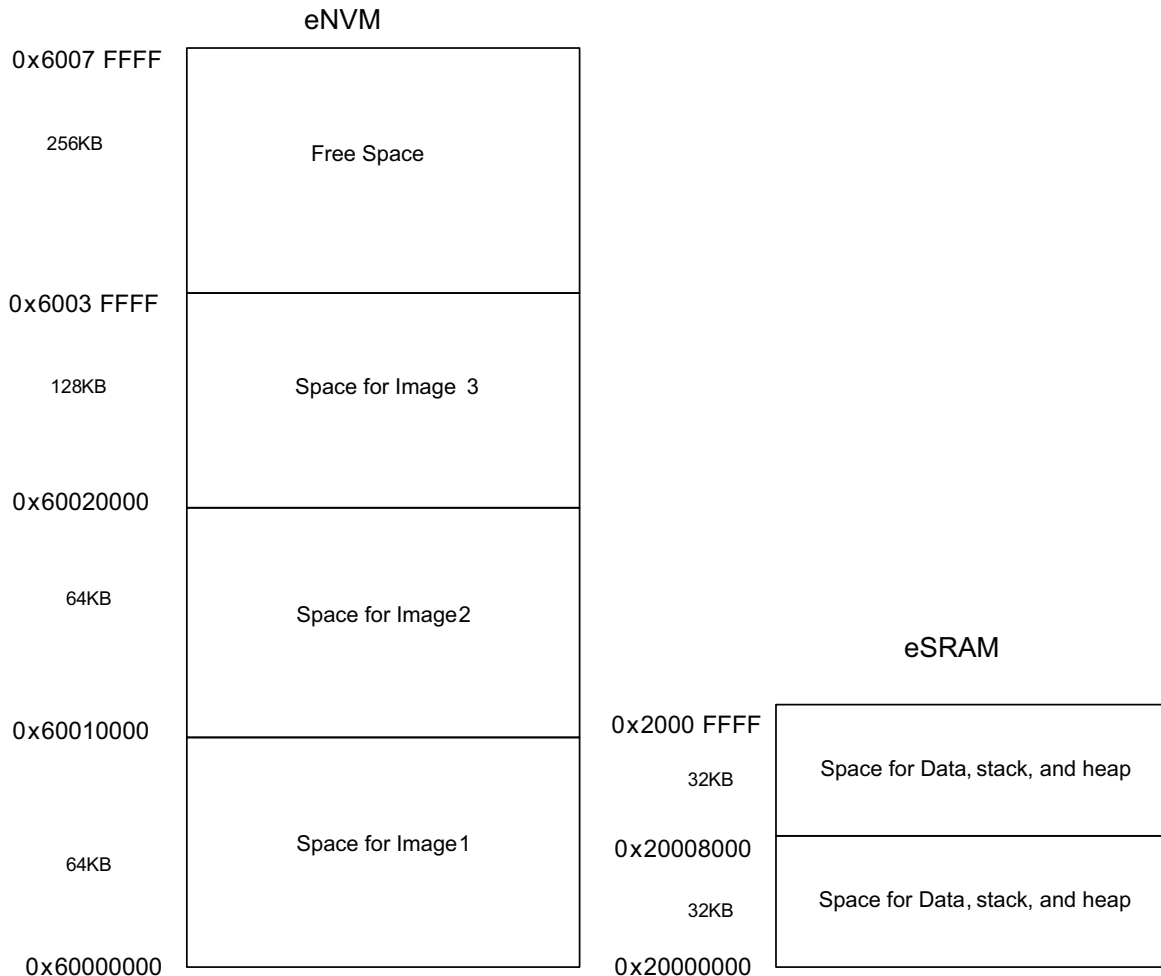 eNVM
0x6007 FFFF
256KB
Free Space
0x6003 FFFF
128KB
Space for Image 3
0x60020000
64KB
Space for Image2
0x60010000
64KB
Space for Image1
0x60000000
eSRAM
0x2000 FFFF
32KB
Space for Data, stack, and heap
0x20008000
32KB
Space for Data, stack, and heap
0x20000000